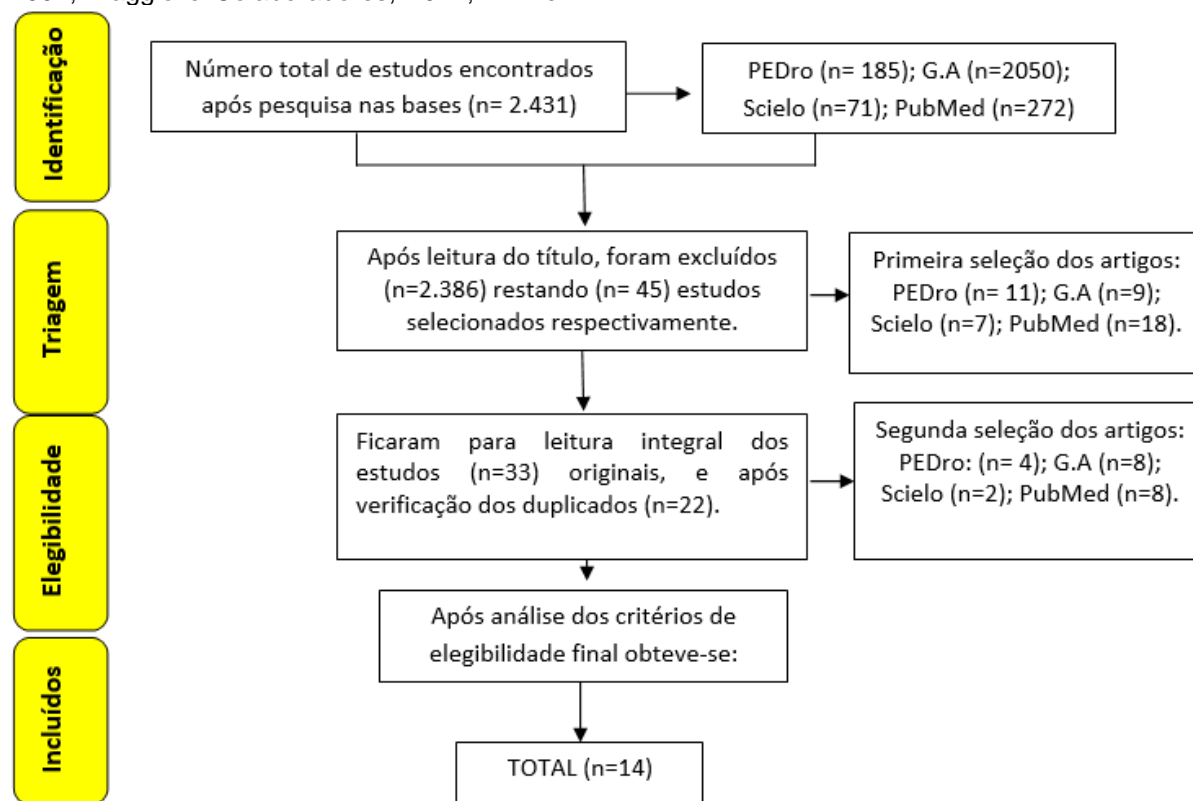 Identificação
Número total de estudos encontrados
após pesquisa nas bases (n= 2.431)
PEDro (n= 185); G.A (n=2050);
Scielo (n=71); PubMed (n=272)
Triagem
Após leitura do título, foram excluídos
(n=2.386) restando (n= 45) estudos
selecionados respectivamente.
Primeira seleção dos artigos:
PEDro (n= 11); G.A (n=9);
Scielo (n=7); PubMed (n=18).
Elegibilidade
Ficaram para leitura integral dos
estudos (n=33) originais, e após
verificação dos duplicados (n=22).
Segunda seleção dos artigos:
PEDro: (n= 4); G.A (n=8);
Scielo (n=2); PubMed (n=8).
Após análise dos critérios de
elegibilidade final obteve-se:
Incluídos
TOTAL (n=14)